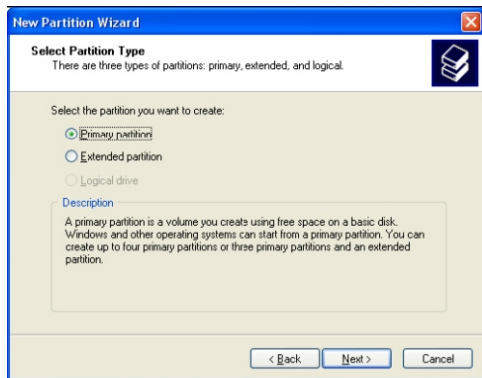 New Partition Wizard
Select Partition Type
There are three types of partitions: primary, extended, and logical.
Select the partition you want to create:
Primary partition
Extended partition
Logical drive
Description
A primary partition is a volume you create using free space on a basic disk.
Windows and other operating systems can start from a primary partition. You can
create up to four primary partitions or three primary partitions and an extended
partition.
< Back
Next >
Cancel